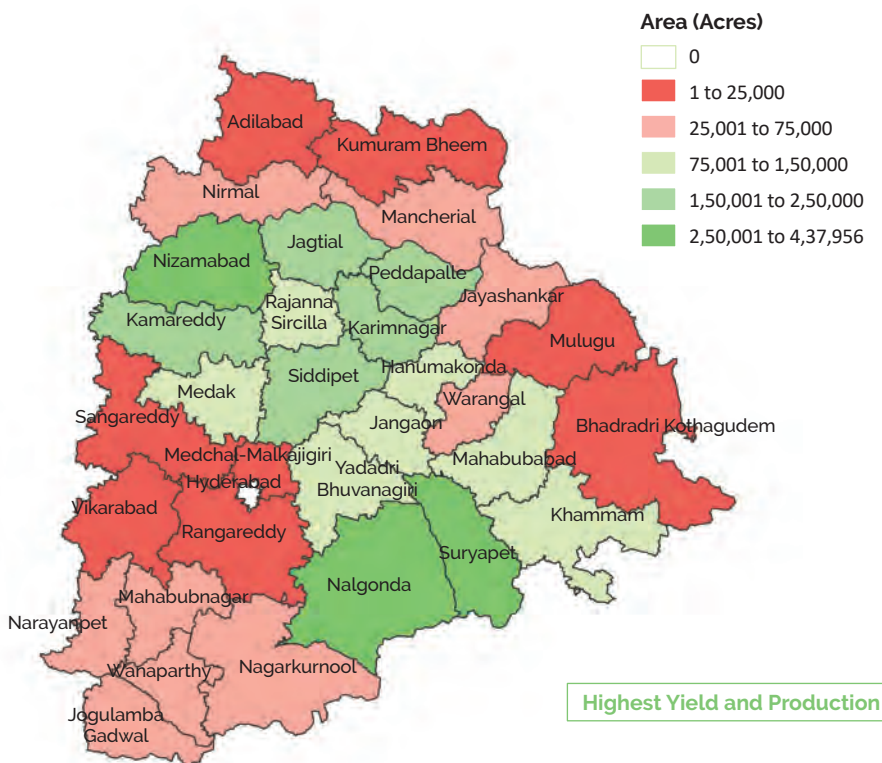 Area (Acres)
0
1 to 25,000
25,001 to 75,000
75,001 to 1,50,000
1,50,001 to 2,50,000
2,50,001 to 4,37,956
Adilabad
Kumuram Bheem
Nirmal
Mancherial
Jagtial
Nizamabad
Peddapalle
Jayashankar
Rajanna
Sircilla
Kamareddy
Karimnagar
Mulugu
Hanumakonda
Siddipet
Medak
Warangal
Sangareddy
Jangaon
Bhadradri Kothagudem
Medchal-Malkajigiri
Mahabubabad
Yadadri
Bhuvanagiri
Hyderabad
Vikarabad
Khammam
Rangareddy
Suryapet
Nalgonda
Mahabubnagar
Narayanpet
Wanaparthy
Nagarkurnool
Jogulamba
Gadwal
Highest Yield and Production